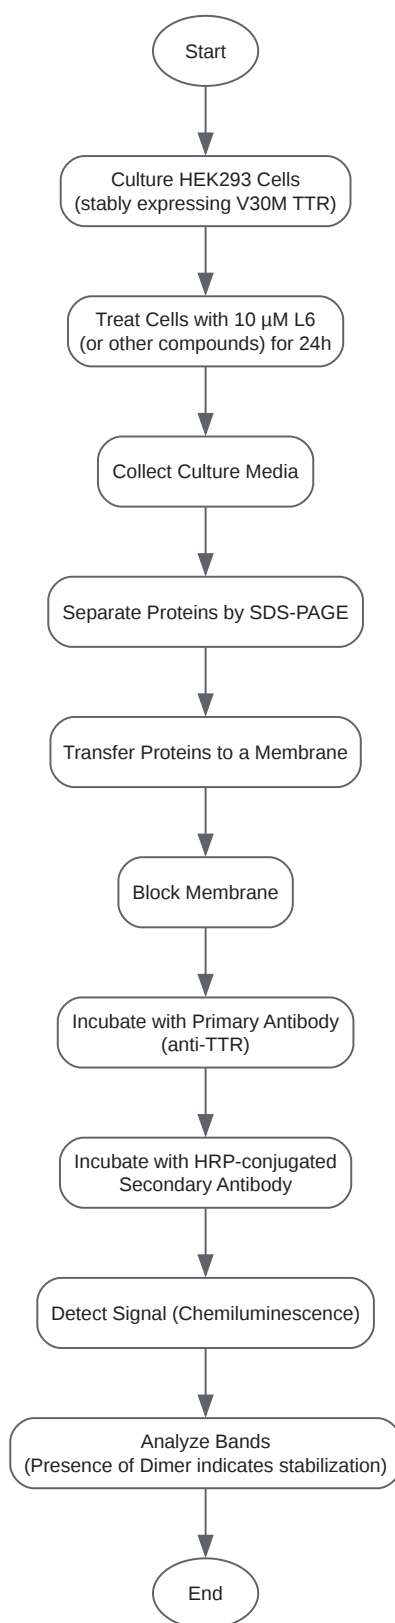 Start
Culture HEK293 Cells
(stably expressing V30M TTR)
Treat Cells with 10 µM L6
(or other compounds) for 24h
Collect Culture Media
Separate Proteins by SDS-PAGE
Transfer Proteins to a Membrane
Block Membrane
Incubate with Primary Antibody
(anti-TTR)
Incubate with HRP-conjugated
Secondary Antibody
Detect Signal (Chemiluminescence)
Analyze Bands
(Presence of Dimer indicates stabilization)
End